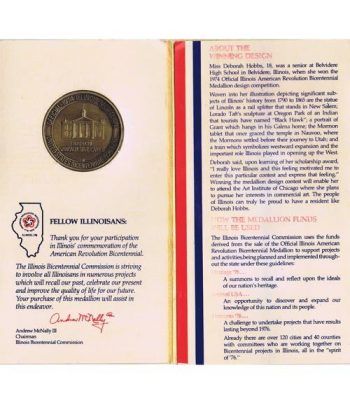 FELLOW ILLINOISANS:
Thank you for your participation
in Illinois' commemoration of the
American Revolution Bicentennial.
The Illinois Bicentennial Commission is striving
to involve all Illinoisans in numerous projects
which will recall our past, celebrate our present
and improve the quality of life for our future.
Your purchase of this medallion will assist in
this endeavor.
Andrew McNally III
Andrew McNally III
Chairman
Illinois Bicentennial Commission
ABOUT THE
WINNING DESIGN
Miss Deborah Hobbs, 18, was a senior at Belvidere
High School in Belvidere, Illinois, when she won the
1974 Official Illinois American Revolution Bicentennial
Medallion design competition.
Woven into her illustration depicting significant sub-
jects of Illinois' history from 1790 to 1865 are the statue
of Lincoln as a rail splitter that stands in New Salem;
Lorado Taft's sculpture at Oregon Park of an Indian
that tourists have named "Black Hawk"; a portrait of
Grant which hangs in his Galena home; the Mormon
tablet that once graced the temple at Nauvoo, where
the Mormons settled before their journey to Utah; and
a train which symbolizes westward expansion and the
important role Illinois played in opening up the West.
Deborah said, upon learning of her scholarship award,
"I really love Illinois and this feeling motivated me to
enter this particular contest and express that feeling."
Winning the medallion design contest will enable her
to attend the Art Institute of Chicago where she plans
to pursue her interests in commercial art. The people
of Illinois can truly be proud to have a resident like
Deborah Hobbs.
HOW THE MEDALLION FUNDS
WILL BE USED
The Illinois Bicentennial Commission uses the funds
derived from the sale of the Official Illinois American
Revolution Bicentennial Medallion to support projects
and activities being planned and implemented through-
out the state under these guidelines:
A summons to recall and reflect upon the ideals
of our nation's heritage.
An opportunity to discover and expand our
knowledge of this nation and its people.
A challenge to undertake projects that have lasting
beyond 1976.
Already there are over 120 cities and 40 counties
with committees who are working together on
Bicentennial projects in Illinois, all in the "spirit
of '76."